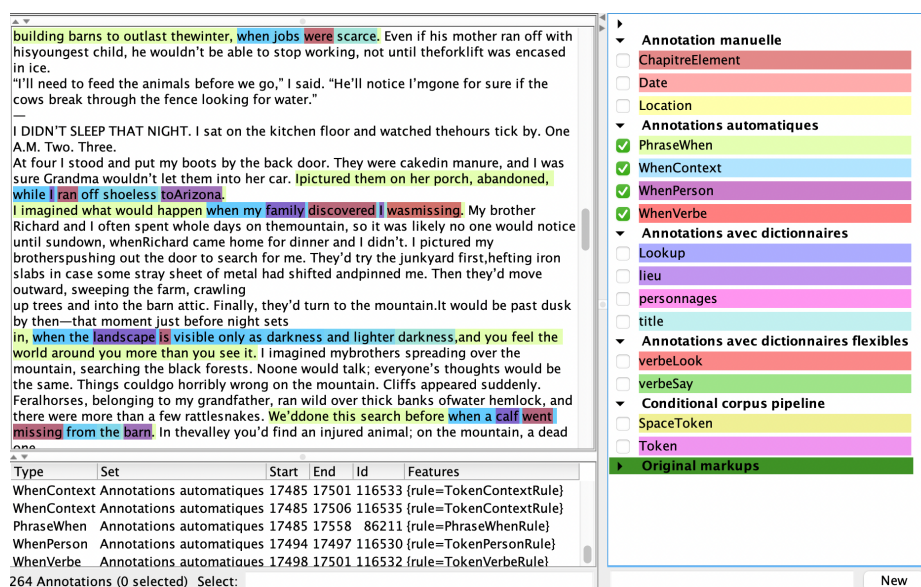 building barns to outlast thewinter, when jobs were scarce. Even if his mother ran off with
hisyoungest child, he wouldn't be able to stop working, not until theforklift was encased
in ice.
“I'll need to feed the animals before we go,” I said. “He'll notice I'mgone for sure if the
cows break through the fence looking for water.”
—
I DIDN'T SLEEP THAT NIGHT. I sat on the kitchen floor and watched thehours tick by. One
A.M. Two. Three.
At four I stood and put my boots by the back door. They were cakedin manure, and I was
sure Grandma wouldn't let them into her car. Ipictured them on her porch, abandoned,
while I ran off shoeless toArizona.
I imagined what would happen when my family discovered I wasmissing. My brother
Richard and I often spent whole days on themountain, so it was likely no one would notice
until sundown, whenRichard came home for dinner and I didn't. I pictured my
brotherspushing out the door to search for me. They'd try the junkyard first,hefting iron
slabs in case some stray sheet of metal had shifted andpinned me. Then they'd move
outward, sweeping the farm, crawling
up trees and into the barn attic. Finally, they'd turn to the mountain.It would be past dusk
by then—that moment just before night sets
in, when the landscape is visible only as darkness and lighter darkness,and you feel the
world around you more than you see it. I imagined mybrothers spreading over the
mountain, searching the black forests. Noone would talk; everyone's thoughts would be
the same. Things couldgo horribly wrong on the mountain. Cliffs appeared suddenly.
Feralhorses, belonging to my grandfather, ran wild over thick banks ofwater hemlock, and
there were more than a few rattlesnakes. We'ddone this search before when a calf went
missing from the barn. In thevalley you'd find an injured animal; on the mountain, a dead
one
Type Set Start End Id Features
WhenContext Annotations automatiques 17485 17501 116533 {rule=TokenContextRule}
WhenContext Annotations automatiques 17485 17506 116535 {rule=TokenContextRule}
PhraseWhen Annotations automatiques 17485 17558 86211 {rule=PhraseWhenRule}
WhenPerson Annotations automatiques 17494 17497 116530 {rule=TokenPersonRule}
WhenVerbe Annotations automatiques 17498 17501 116532 {rule=TokenVerbeRule}
264 Annotations (0 selected) Select:
Annotation manuelle
ChapitreElement
Date
Location
Annotations automatiques
PhraseWhen
WhenContext
WhenPerson
WhenVerbe
Annotations avec dictionnaires
Lookup
lieu
personnages
title
Annotations avec dictionnaires flexibles
verbeLook
verbeSay
Conditional corpus pipeline
SpaceToken
Token
Original markups
New